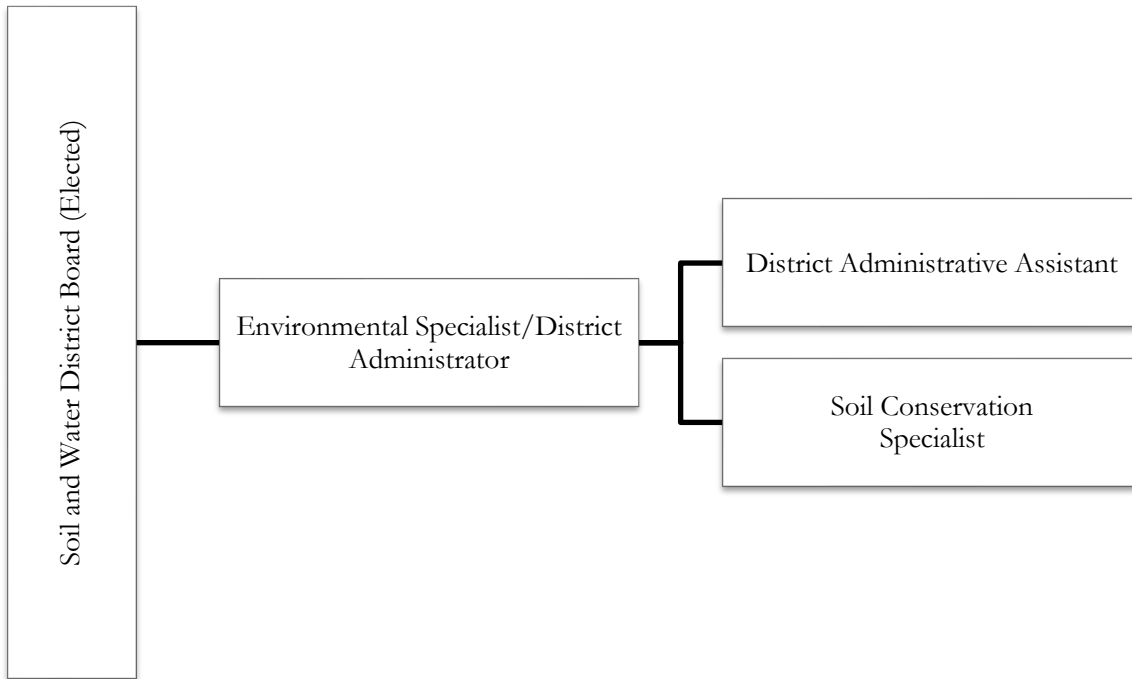 Soil and Water District Board (Elected)
Environmental Specialist/District
Administrator
District Administrative Assistant
Soil Conservation
Specialist